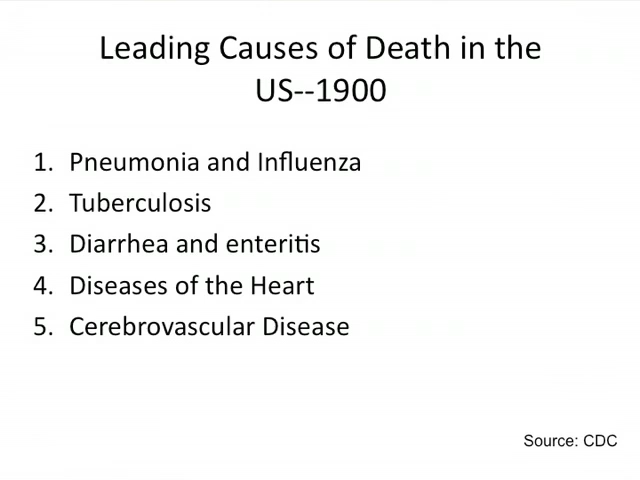 Leading Causes of Death in the
US--1900
1. Pneumonia and Influenza
2. Tuberculosis
3. Diarrhea and enteritis
4. Diseases of the Heart
5. Cerebrovascular Disease
Source: CDC